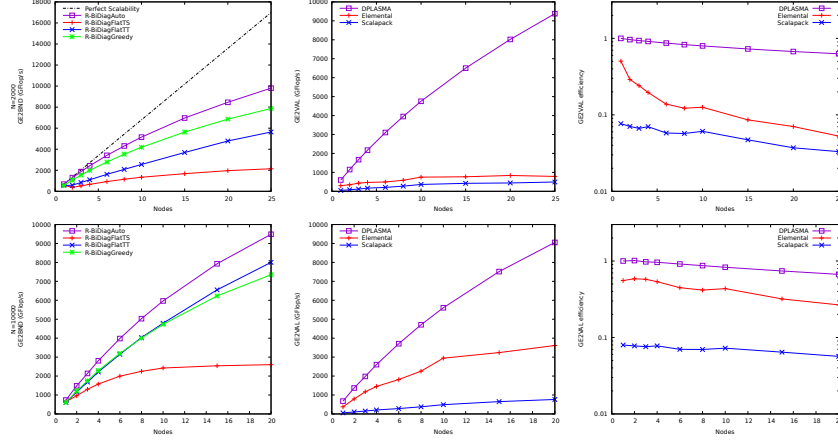 Perfect Scalability
R-BiDiagAuto
R-BiDiagFlatTS
R-BiDiagFlatTT
R-BiDiagGreedy
18000
16000
14000
12000
10000
8000
6000
4000
2000
0
0 5 10 15 20 25
Nodes
N=2000
GE2BND (GFlop/s)
DPLASMA
Elemental
Scalapack
10000
9000
8000
7000
6000
5000
4000
3000
2000
1000
0
0 5 10 15 20 25
Nodes
GE2VAL (GFlop/s)
DPLASMA
Elemental
Scalapack
1
0.1
0.01
0 5 10 15 20 25
Nodes
GE2VAL efficiency
R-BiDiagAuto
R-BiDiagFlatTS
R-BiDiagFlatTT
R-BiDiagGreedy
10000
9000
8000
7000
6000
5000
4000
3000
2000
1000
0
0 2 4 6 8 10 12 14 16 18 20
Nodes
N=10000
GE2BND (GFlop/s)
DPLASMA
Elemental
Scalapack
10000
9000
8000
7000
6000
5000
4000
3000
2000
1000
0
0 2 4 6 8 10 12 14 16 18 20
Nodes
GE2VAL (GFlop/s)
DPLASMA
Elemental
Scalapack
1
0.1
0.01
0 2 4 6 8 10 12 14 16 18 20
Nodes
GE2VAL efficiency